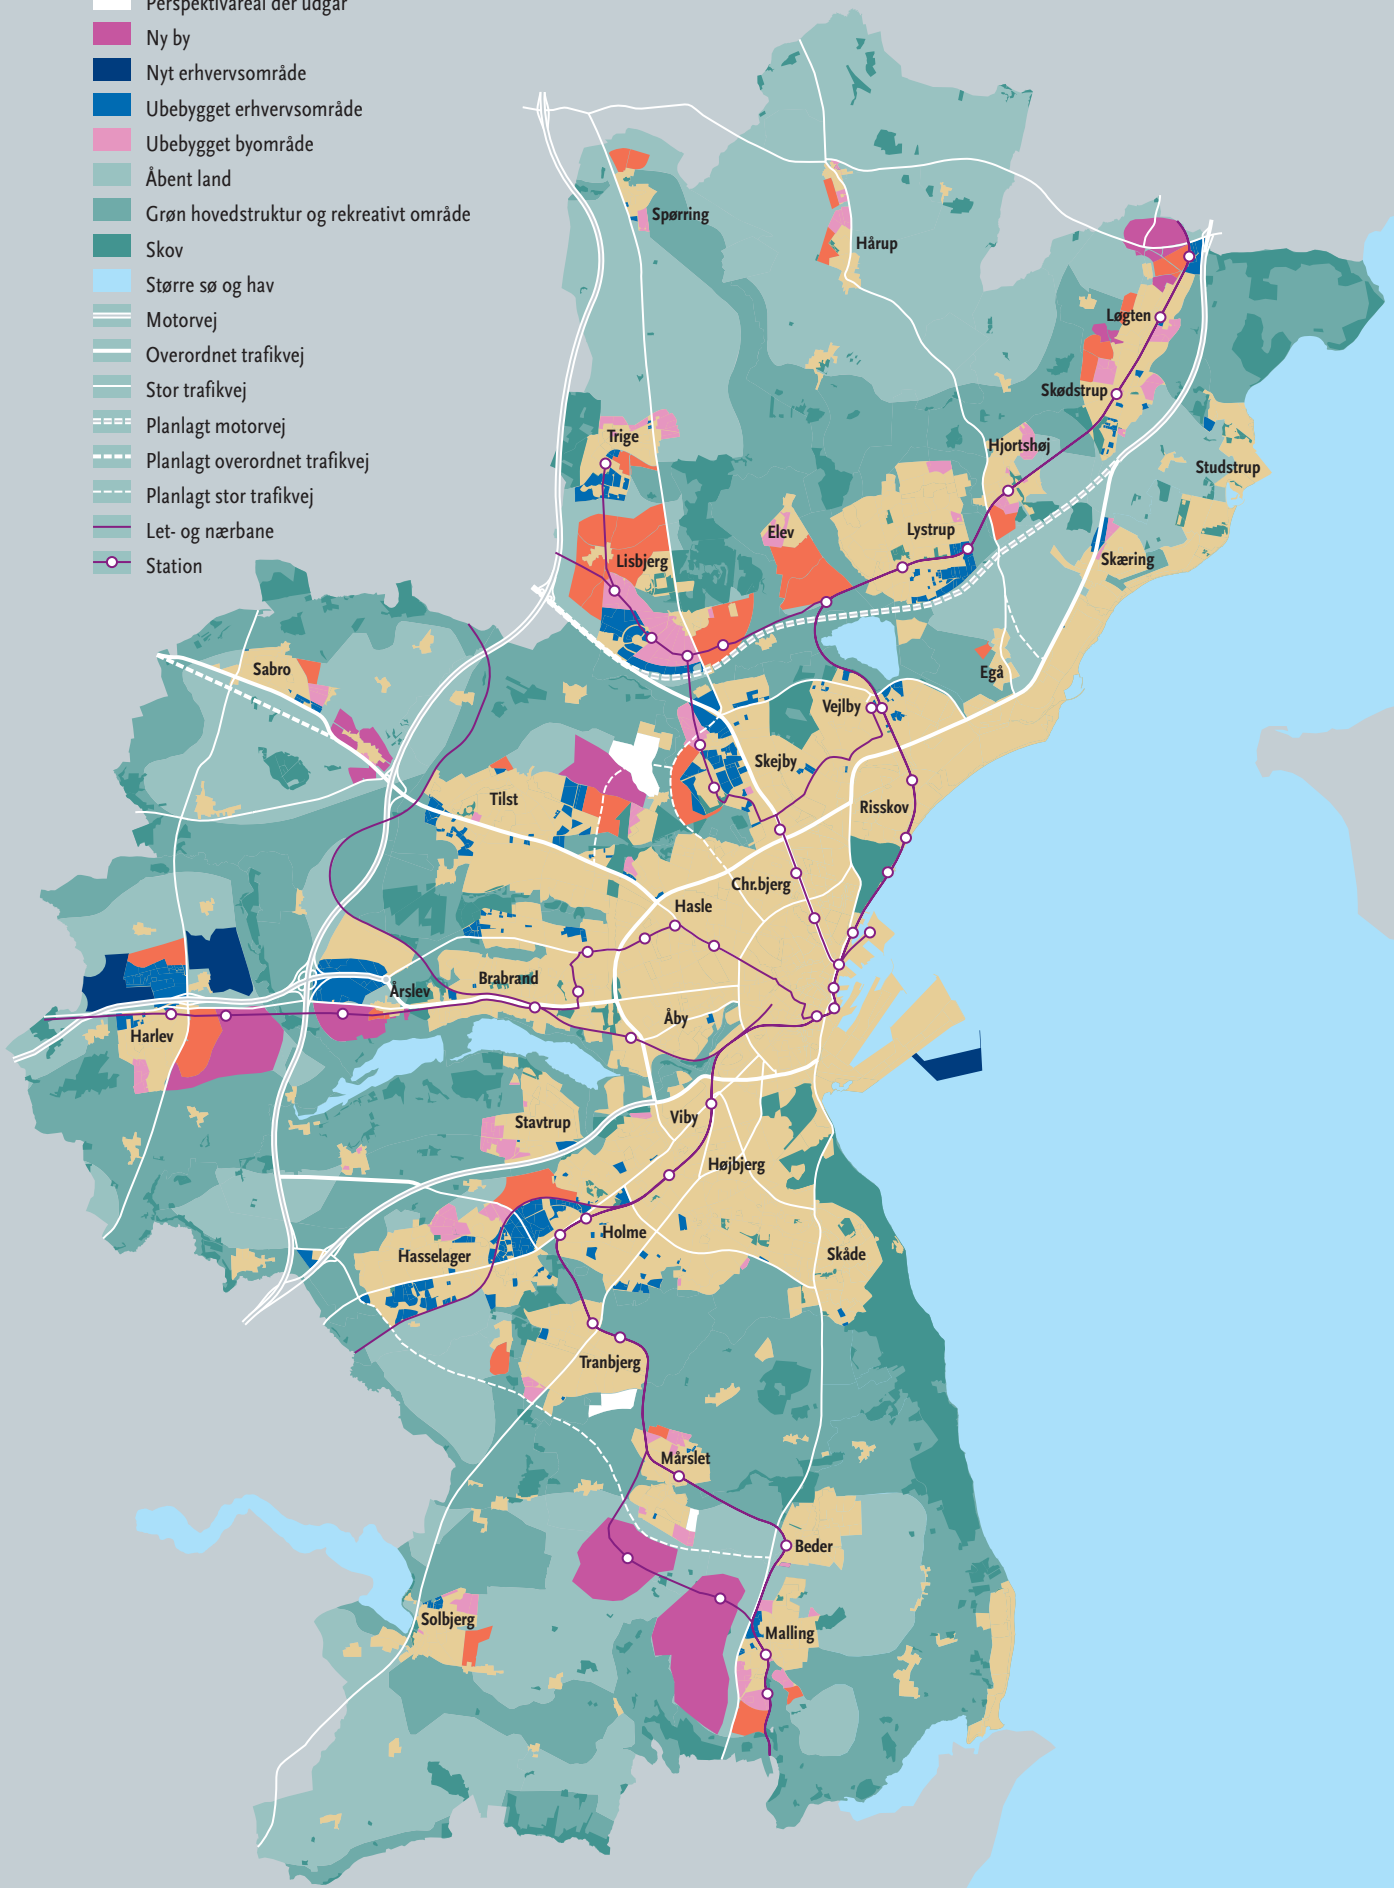 Perspektivareal der udgår
Ny by
Nyt erhvervsområde
Ubebygget erhvervsområde
Ubebygget byområde
Åbent land
Grøn hovedstruktur og rekreativt område
Skov
Større sø og hav
Motorvej
Overordnet trafikvej
Stor trafikvej
Planlagt motorvej
Planlagt overordnet trafikvej
Planlagt stor trafikvej
Let- og nærbane
Station
Spørring
Hårup
Løgten
Skødstrup
Trige
Hjortshøj
Studstrup
Elev
Lystrup
Lisbjerg
Skæring
Sabro
Egå
Vejlby
Skejby
Tilst
Risskov
Chr.bjerg
Hasle
Brabrand
Årslev
Åby
Harlev
Viby
Stavtrup
Højbjerg
Holme
Hasselager
Skåde
Tranbjerg
Mårslet
Beder
Solbjerg
Malling